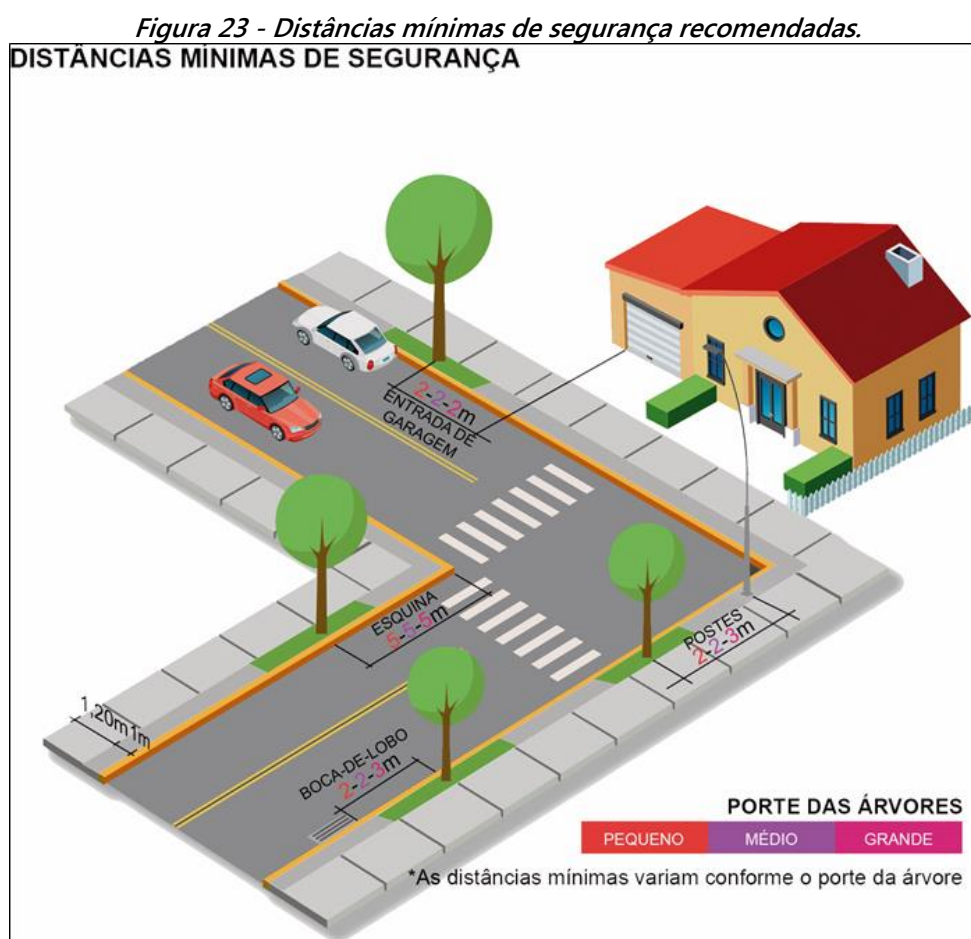 Figura 23 - Distâncias mínimas de segurança recomendadas.
DISTÂNCIAS MÍNIMAS DE SEGURANÇA
2-2-2m
ENTRADA DE
GARAGEM
ESQUINA
5-5-5m
POSTES
2-2-3m
1,20m1m
BOCA-DE-LOBO
2-2-3m
PORTE DAS ÁRVORES
PEQUENO MÉDIO GRANDE
*As distâncias mínimas variam conforme o porte da árvore